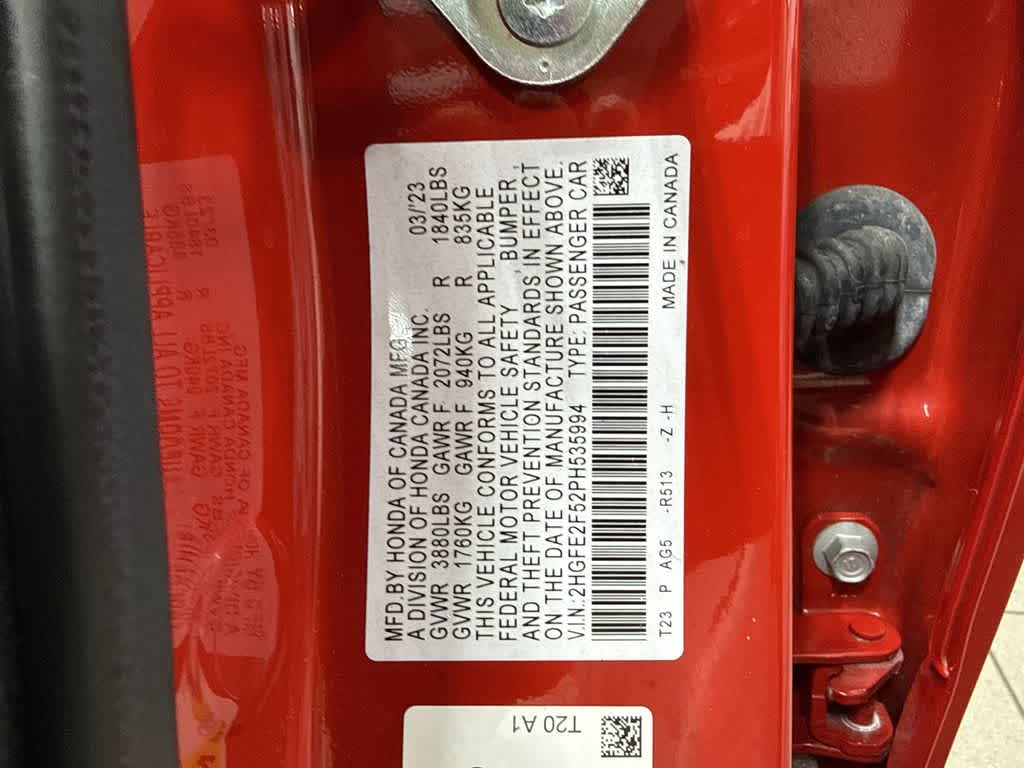 MFD.BY HONDA OF CANADA MFG. 03/'23
A DIVISION OF HONDA CANADA INC.
GVWR 3880LBS GAWR F 2072LBS R 1840LBS
GVWR 1760KG GAWR F 940KG R 835KG
THIS VEHICLE CONFORMS TO ALL APPLICABLE
FEDERAL MOTOR VEHICLE SAFETY, BUMPER,
AND THEFT PREVENTION STANDARDS, IN EFFECT
ON THE DATE OF MANUFACTURE SHOWN ABOVE.
V.I.N.:2HGFE2F52PH535994 TYPE: PASSENGER CAR
T23 P AG5 -R513 -Z -H MADE IN CANADA
T20 A1